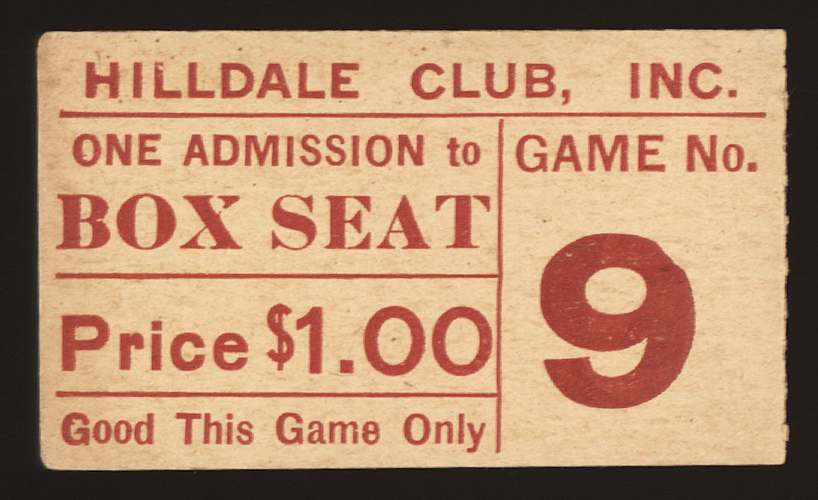 HILLDALE CLUB, INC.
ONE ADMISSION to
BOX SEAT
Price $1.00
Good This Game Only
GAME No.
9